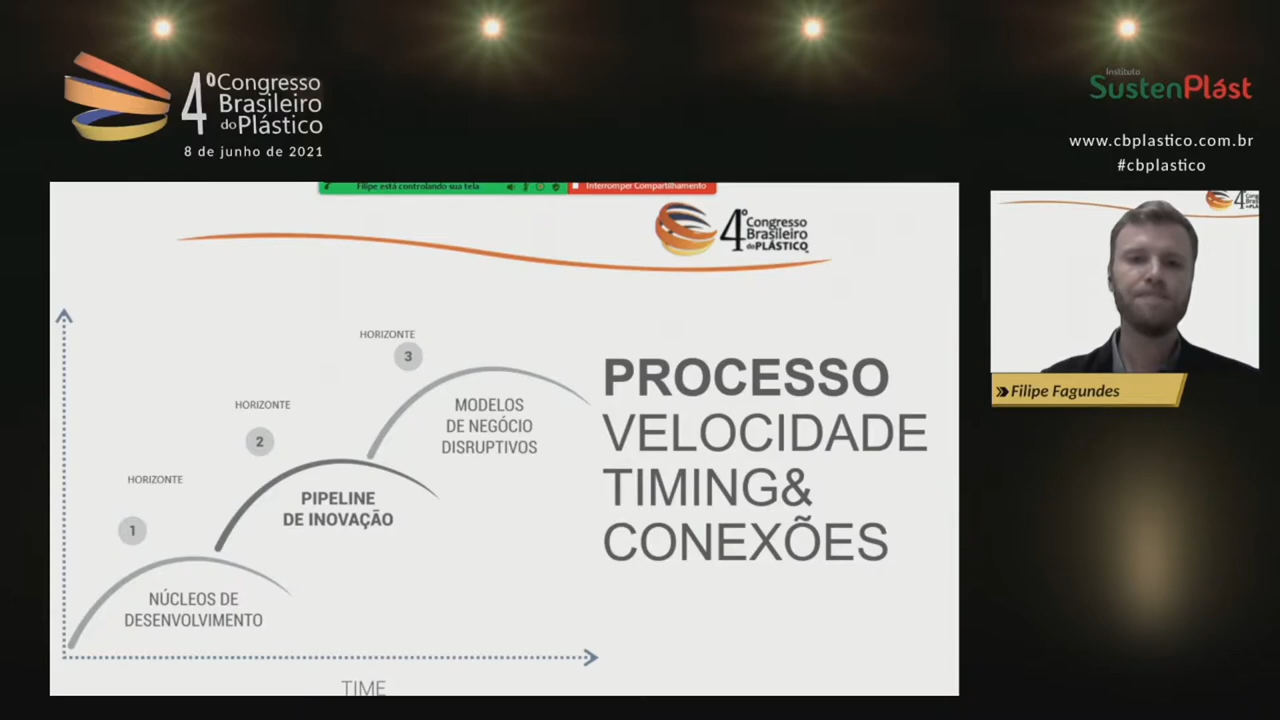 4º Congresso
Brasileiro
do Plástico
8 de junho de 2021
Instituto
SustenPlást
www.cbplastico.com.br
#cbplastico
Filipe está controlando sua tela
Interromper Compartilhamento
4º Congresso
Brasileiro
do PLÁSTICO
HORIZONTE
3
MODELOS
DE NEGÓCIO
DISRUPTIVOS
HORIZONTE
2
PIPELINE
DE INOVAÇÃO
HORIZONTE
1
NÚCLEOS DE
DESENVOLVIMENTO
TIME
PROCESSO
VELOCIDADE
TIMING&
CONEXÕES
Filipe Fagundes